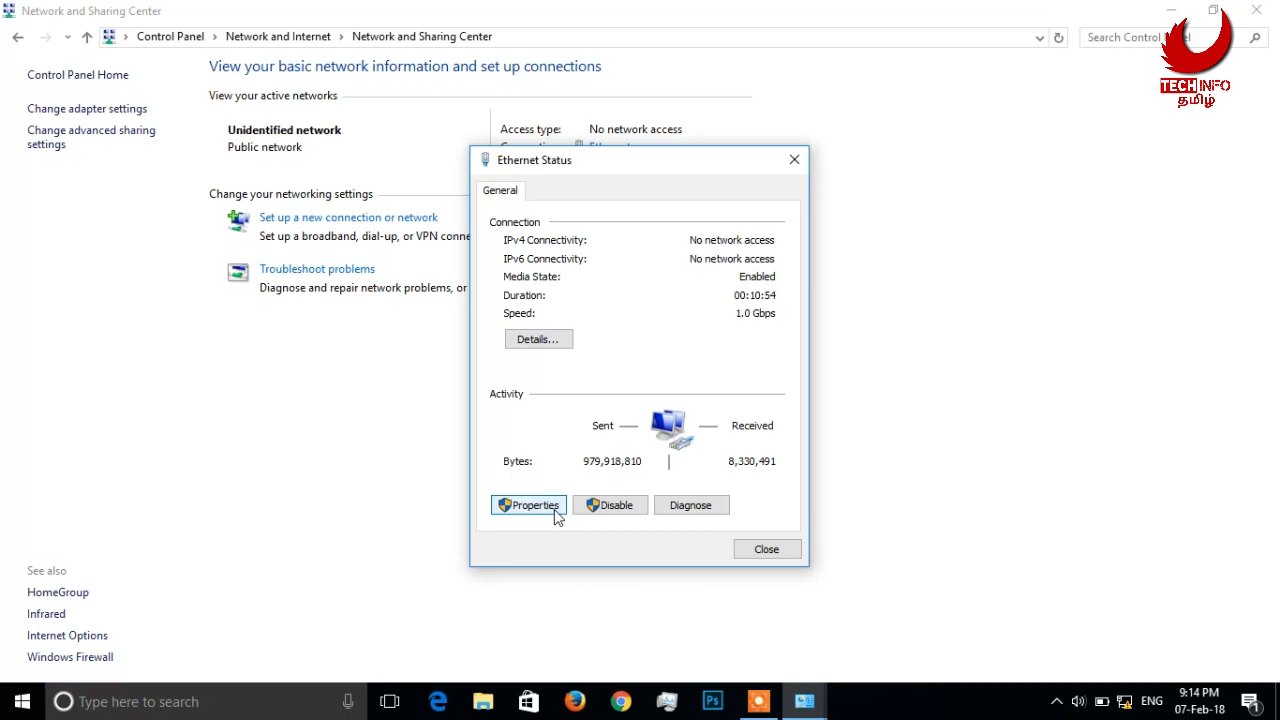 Network and Sharing Center
Control Panel
Network and Internet
Network and Sharing Center
Search Control
TECH INFO
தமிழ்
Control Panel Home
Change adapter settings
Change advanced sharing
settings
View your basic network information and set up connections
View your active networks
Unidentified network
Public network
Access type:
No network access
Change your networking settings
Set up a new connection or network
Set up a broadband, dial-up, or VPN conne
Troubleshoot problems
Diagnose and repair network problems, or
Ethernet Status
General
Connection
IPv4 Connectivity: No network access
IPv6 Connectivity: No network access
Media State: Enabled
Duration: 00:10:54
Speed: 1.0 Gbps
Details...
Activity
Sent
Received
Bytes: 979,918,810 8,330,491
Properties
Disable
Diagnose
Close
See also
HomeGroup
Infrared
Internet Options
Windows Firewall
Type here to search
Ps
ENG
9:14 PM
07-Feb-18
1